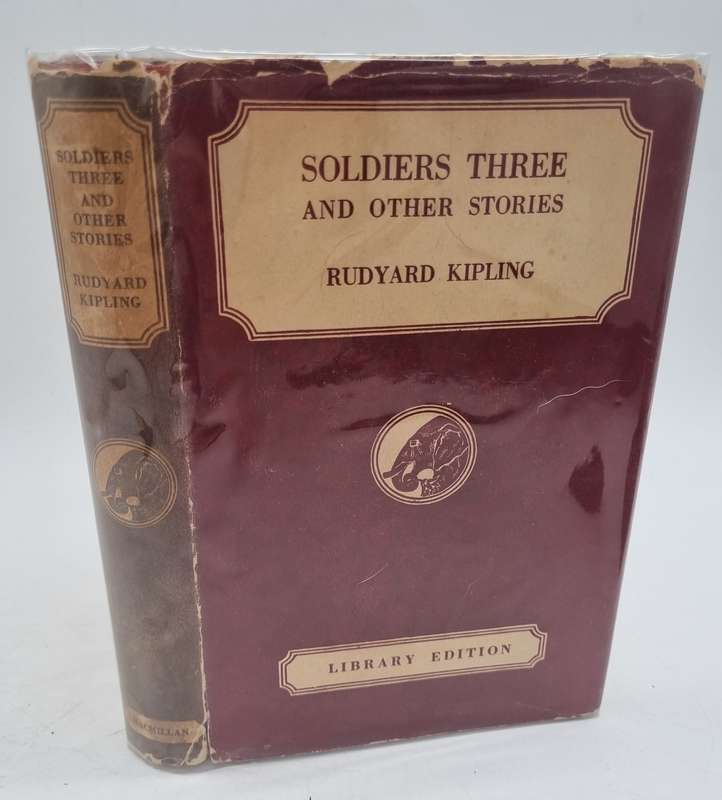 SOLDIERS
THREE
AND
OTHER
STORIES
RUDYARD
KIPLING
MACMILLAN
SOLDIERS THREE
AND OTHER STORIES
RUDYARD KIPLING
LIBRARY EDITION